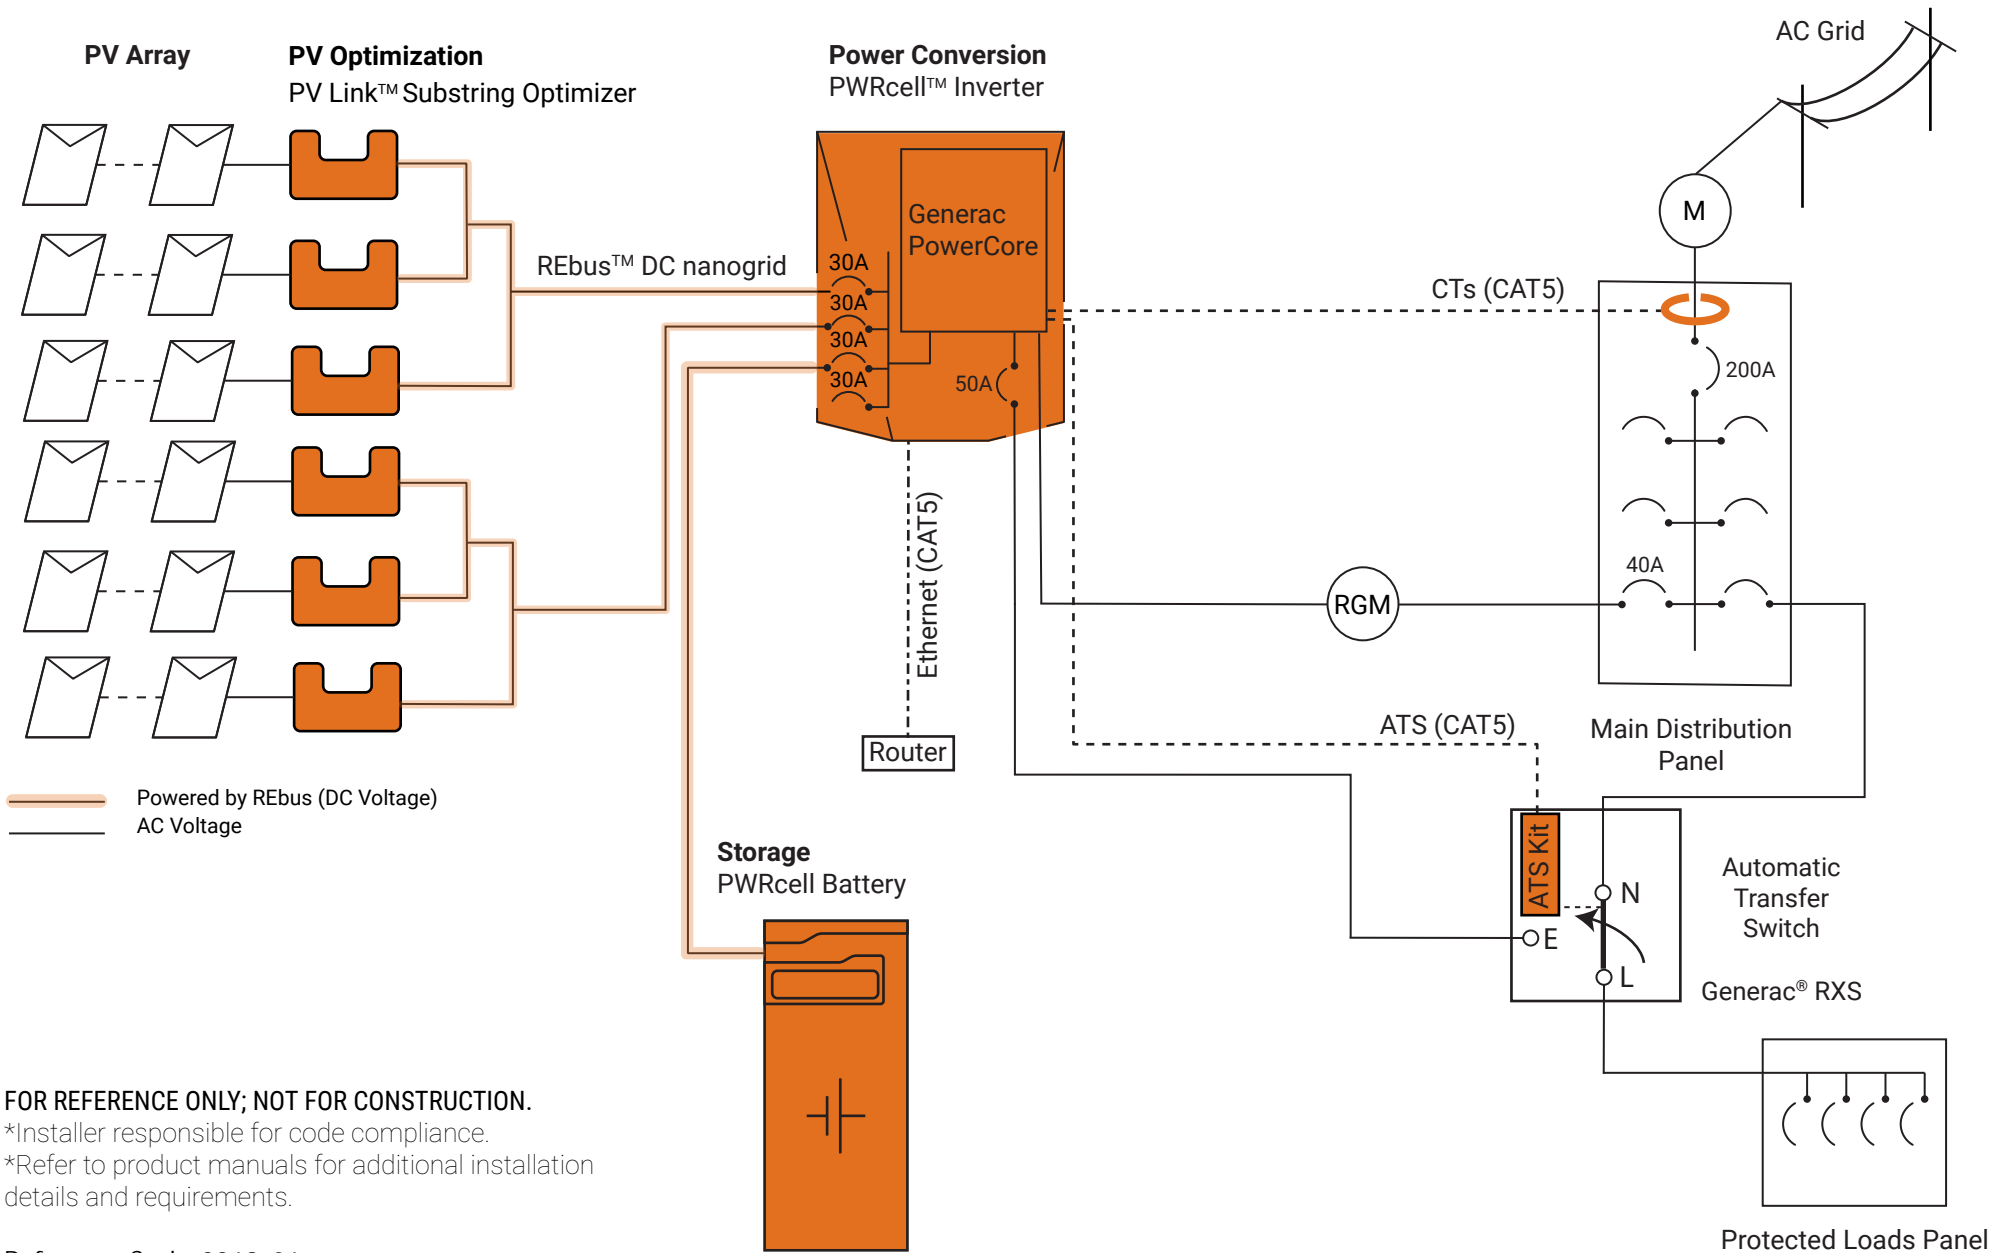 PV Array
PV Optimization
PV Link™ Substring Optimizer
Power Conversion
PWRcell™ Inverter
AC Grid
M
Generac
PowerCore
REbus™ DC nanogrid
30A
30A
30A
30A
50A
CTs (CAT5)
200A
40A
RGM
Ethernet (CAT5)
Router
ATS (CAT5)
Main Distribution
Panel
Powered by REbus (DC Voltage)
AC Voltage
Storage
PWRcell Battery
ATS Kit
N
E
L
Automatic
Transfer
Switch
Generac® RXS
FOR REFERENCE ONLY; NOT FOR CONSTRUCTION.
*Installer responsible for code compliance.
*Refer to product manuals for additional installation
details and requirements.
Protected Loads Panel